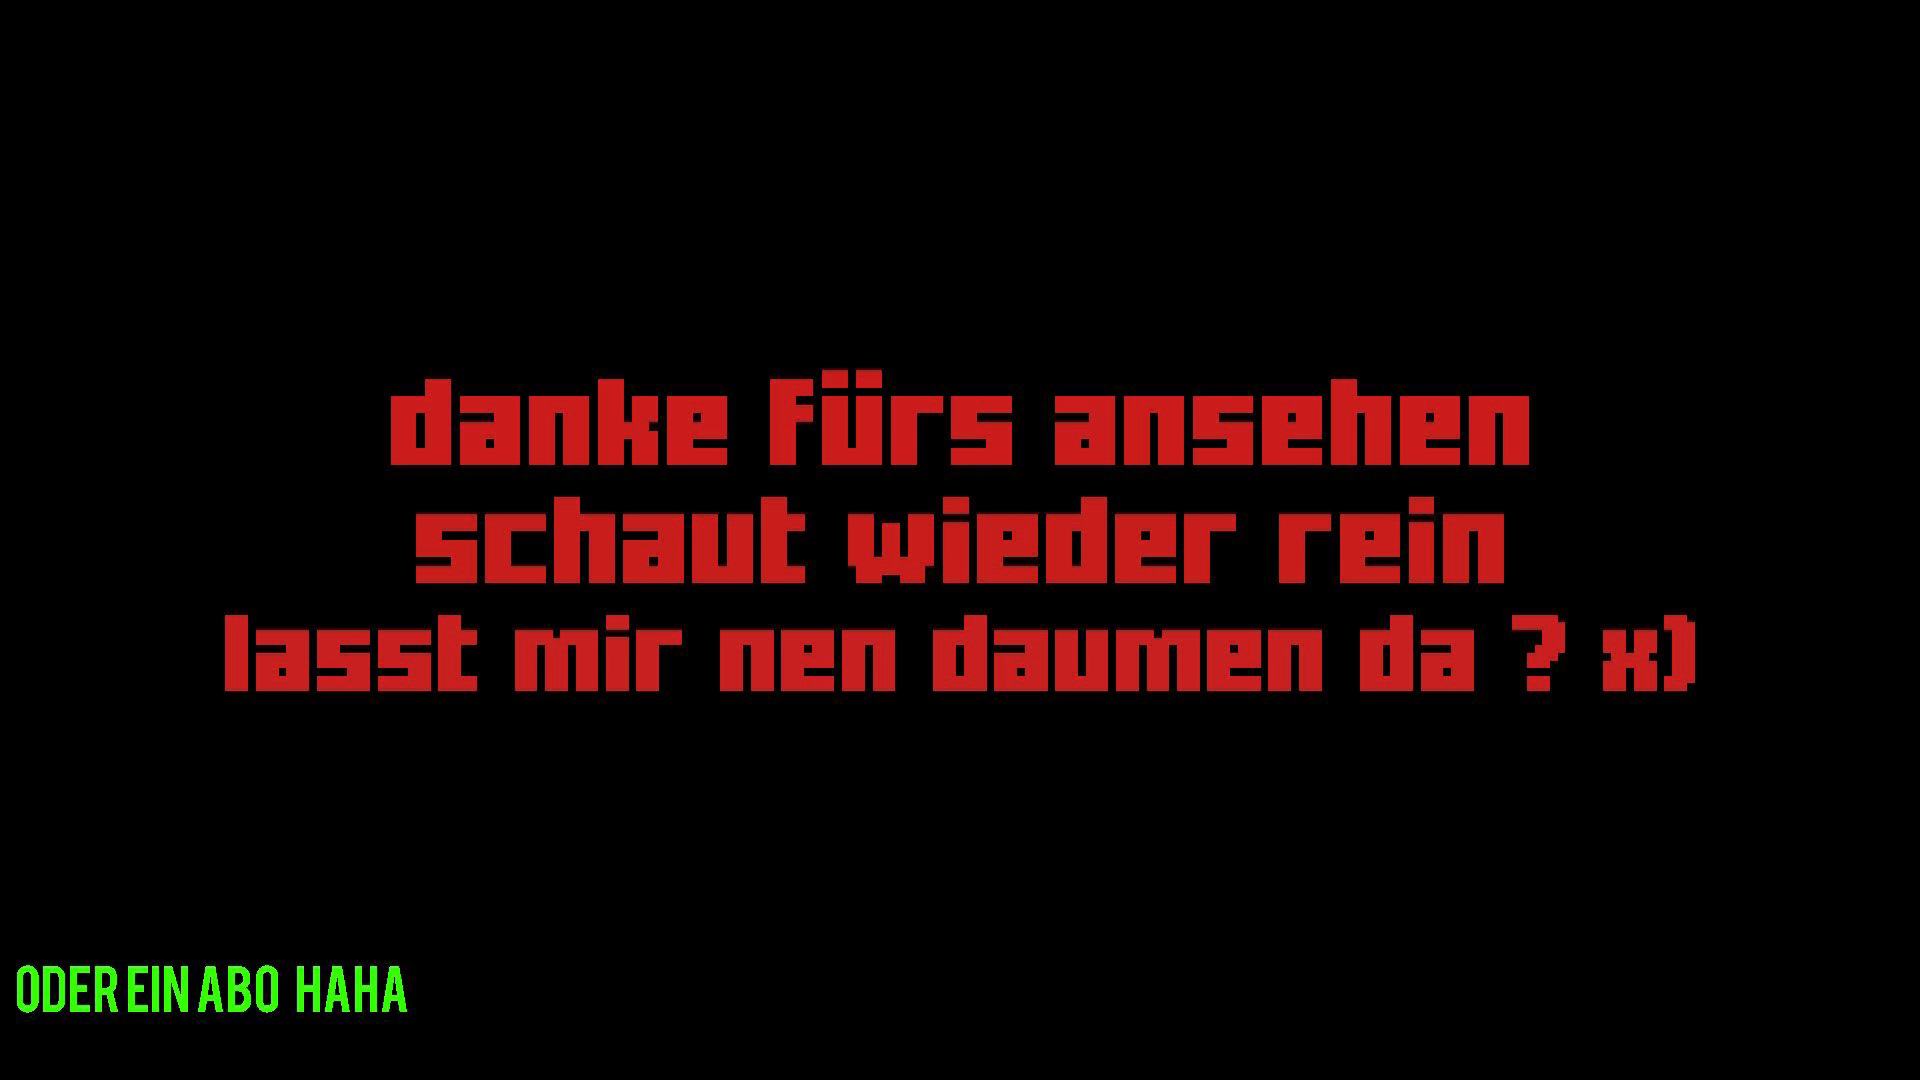 danke fürs ansehen
schaut wieder rein
lasst mir nen daumen da ? x)
ODER EIN ABO HAHA